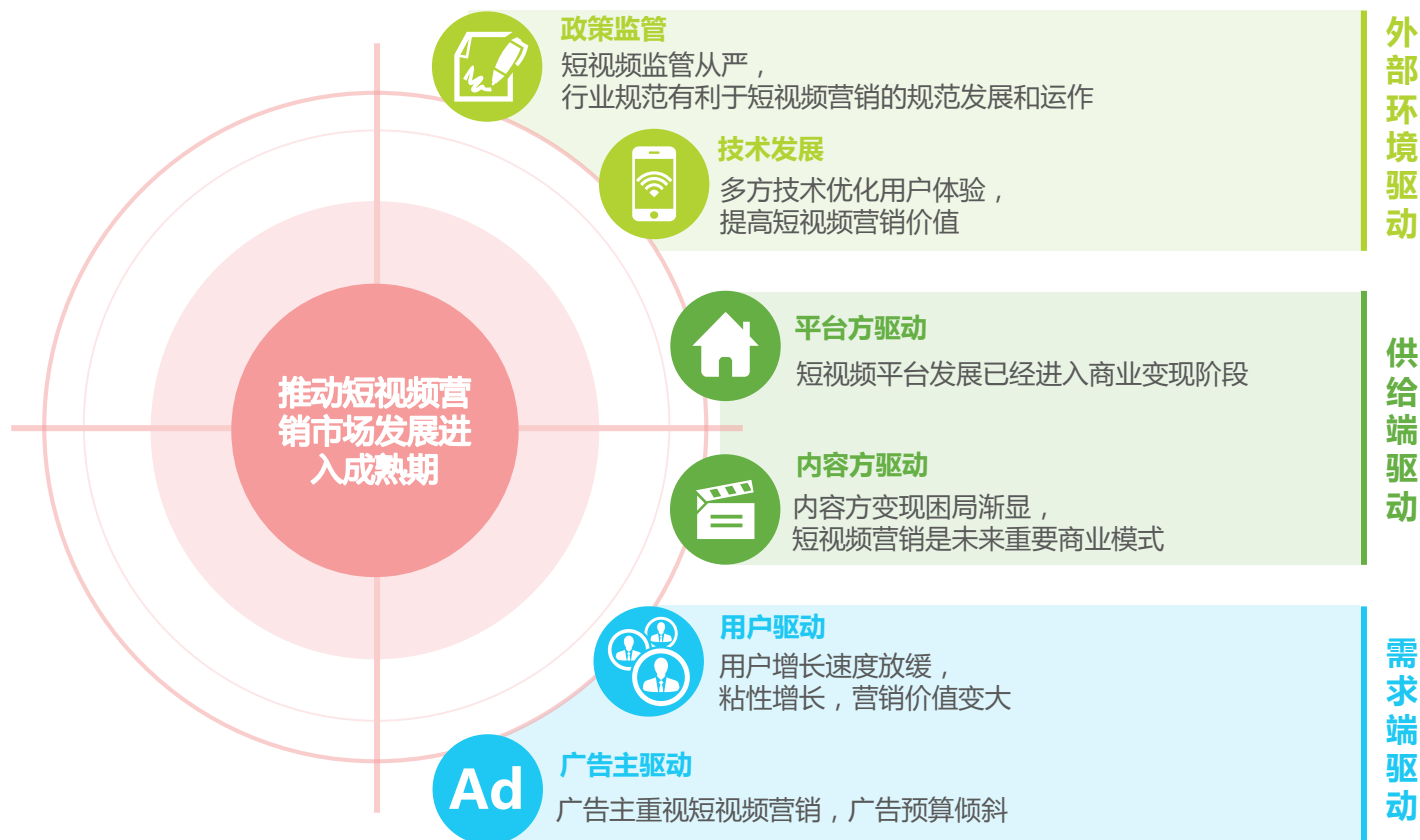 政策监管
短视频监管从严，
行业规范有利于短视频营销的规范发展和运作
技术发展
多方技术优化用户体验，
提高短视频营销价值
外部环境驱动
推动短视频营
销市场发展进
入成熟期
平台方驱动
短视频平台发展已经进入商业变现阶段
内容方驱动
内容方变现困局渐显，
短视频营销是未来重要商业模式
供给端驱动
用户驱动
用户增长速度放缓，
粘性增长，营销价值变大
Ad
广告主驱动
广告主重视短视频营销，广告预算倾斜
需求端驱动